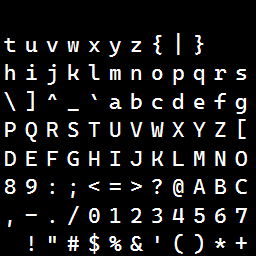 t u v w x y z { | }
h i j k l m n o p q r s
\ ] ^ _ ` a b c d e f g
P Q R S T U V W X Y Z [
D E F G H I J K L M N O
8 9 : ; < = > ? @ A B C
, - . / 0 1 2 3 4 5 6 7
! " # $ % & ' ( ) * +